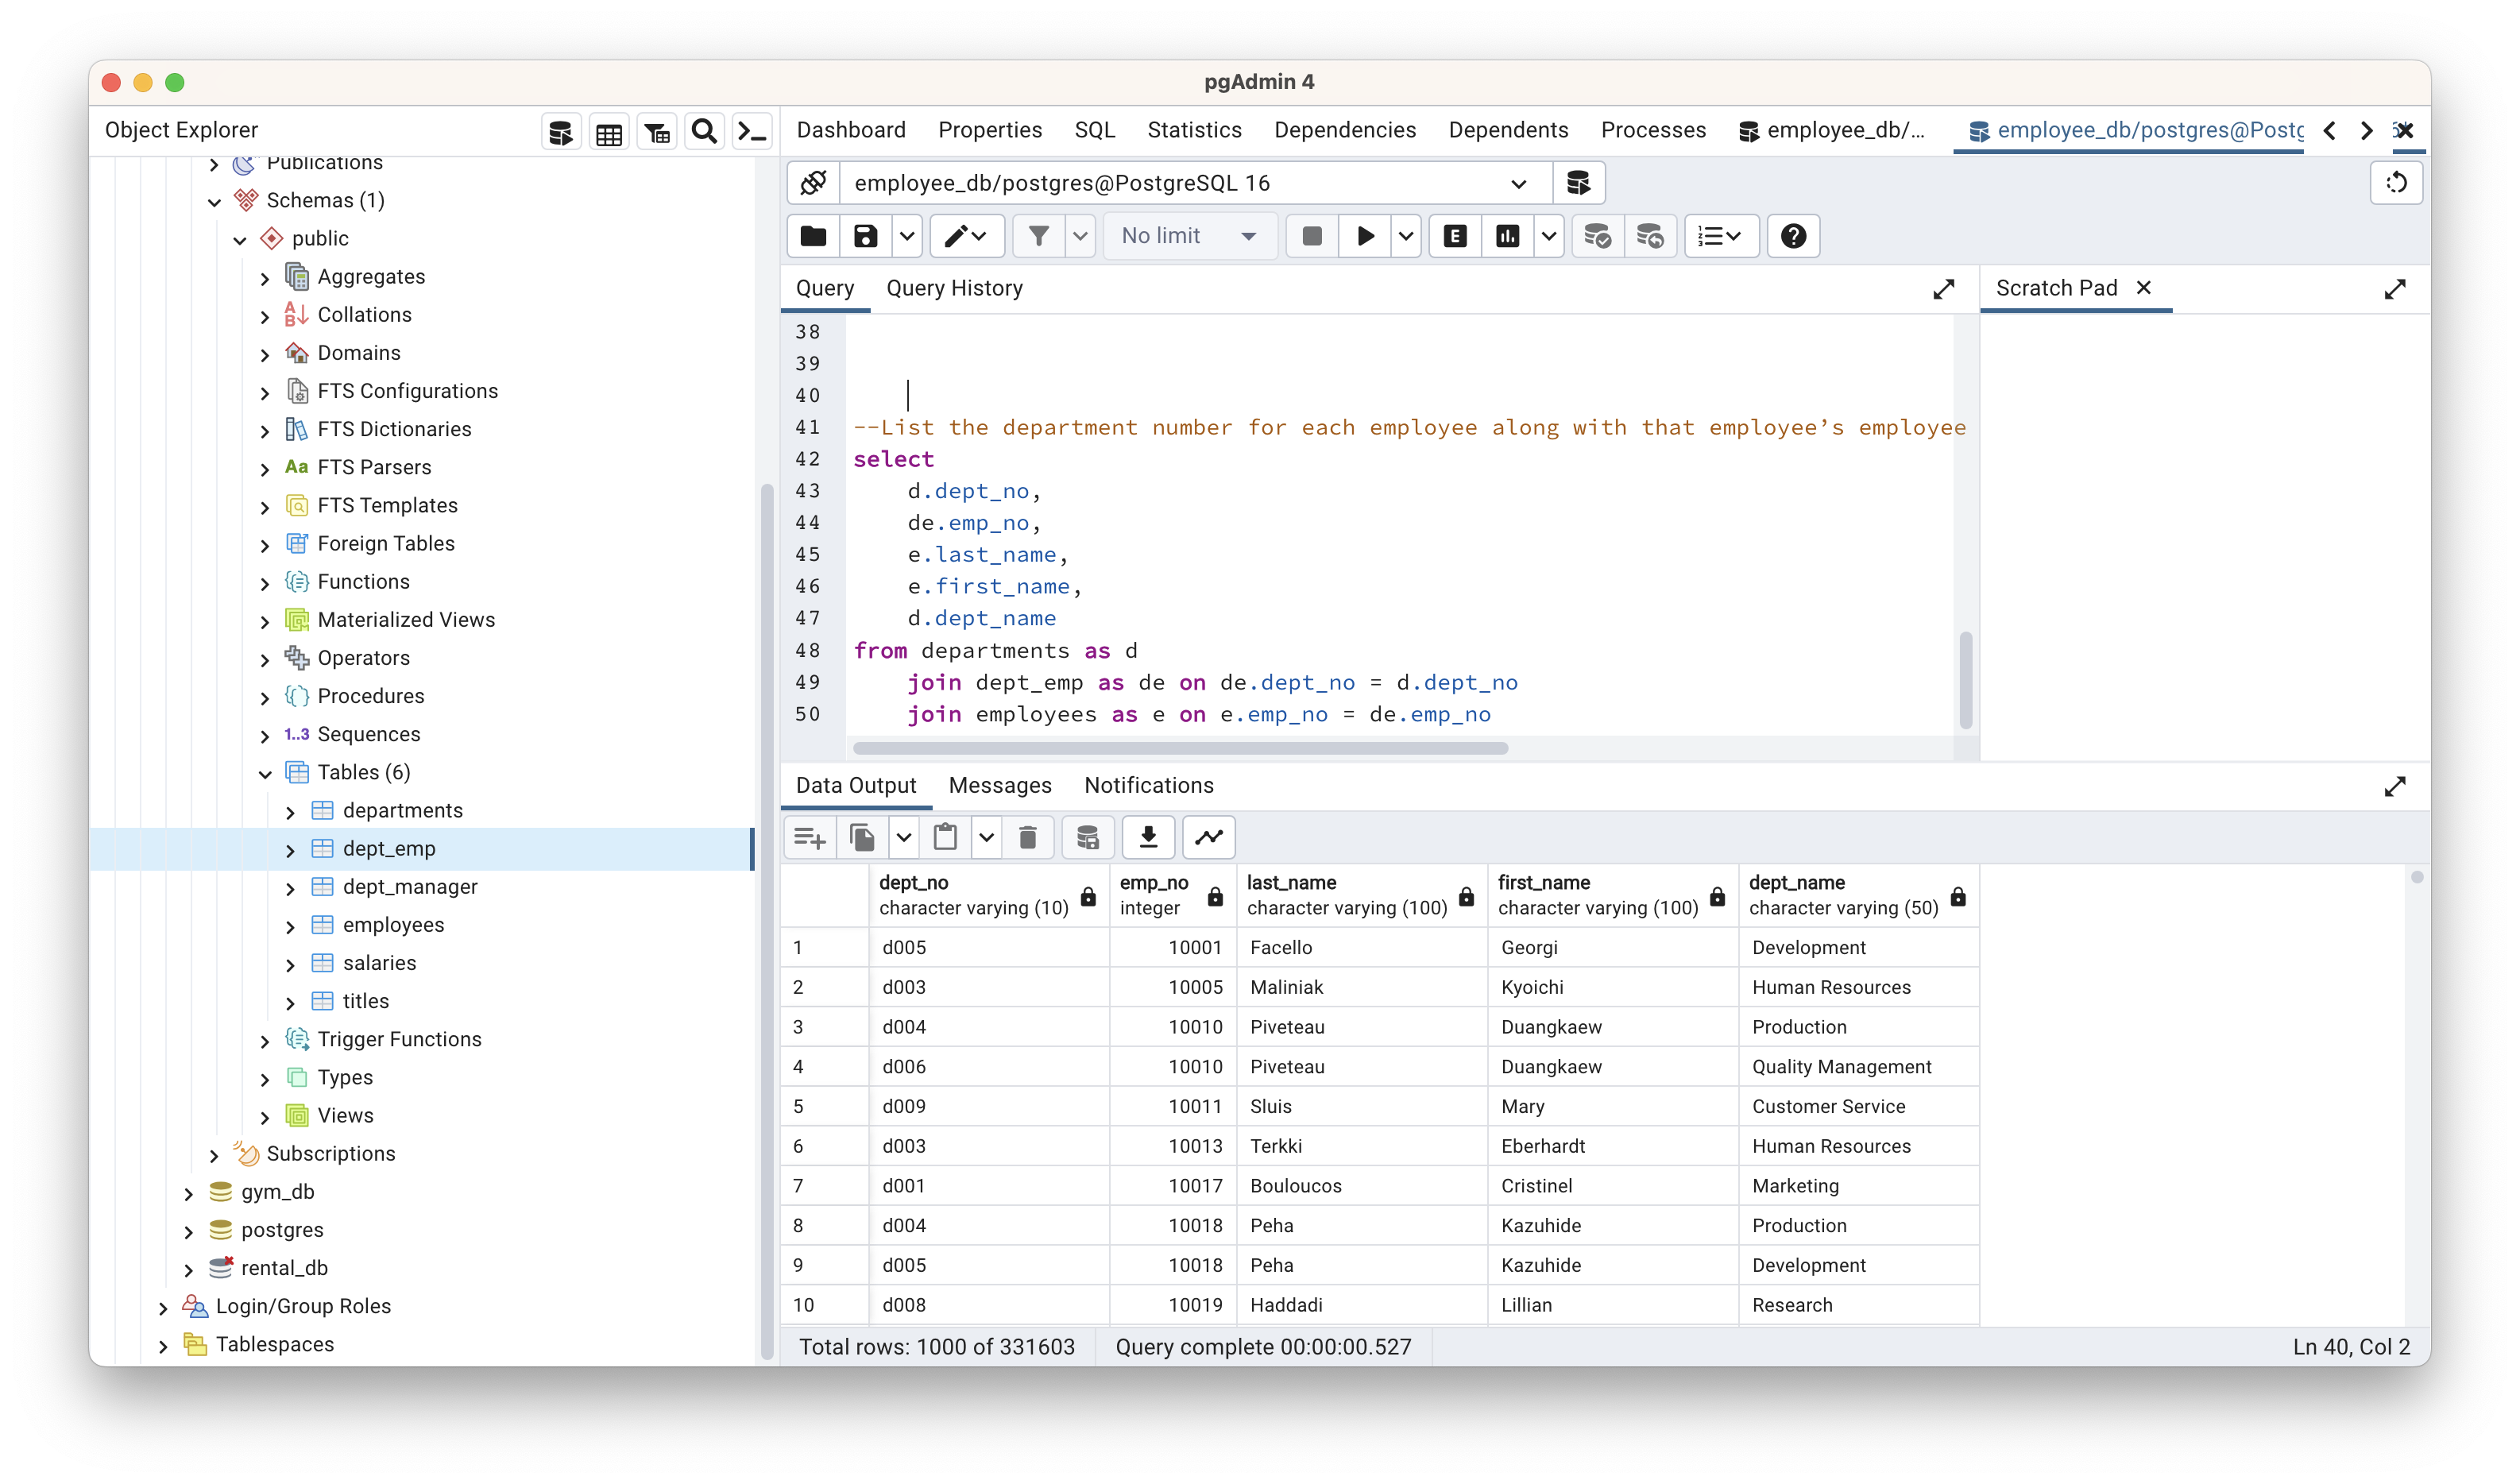 pgAdmin 4
Object Explorer
Dashboard Properties SQL Statistics Dependencies Dependents Processes employee_db/... employee_db/postgres@Postg
Publications
Schemas (1)
public
Aggregates
Collations
Domains
FTS Configurations
FTS Dictionaries
Aa FTS Parsers
FTS Templates
Foreign Tables
Functions
Materialized Views
Operators
Procedures
1..3 Sequences
Tables (6)
departments
dept_emp
dept_manager
employees
salaries
titles
Trigger Functions
Types
Views
Subscriptions
gym_db
postgres
rental_db
Login/Group Roles
Tablespaces
employee_db/postgres@PostgreSQL 16
No limit
E
Query Query History
Scratch Pad
38
39
40
41 --List the department number for each employee along with that employee’s employee
42 select
43 d.dept_no,
44 de.emp_no,
45 e.last_name,
46 e.first_name,
47 d.dept_name
48 from departments as d
49 join dept_emp as de on de.dept_no = d.dept_no
50 join employees as e on e.emp_no = de.emp_no
Data Output Messages Notifications
dept_no emp_no last_name first_name dept_name
character varying (10) integer character varying (100) character varying (100) character varying (50)
1 d005 10001 Facello Georgi Development
2 d003 10005 Maliniak Kyoichi Human Resources
3 d004 10010 Piveteau Duangkaew Production
4 d006 10010 Piveteau Duangkaew Quality Management
5 d009 10011 Sluis Mary Customer Service
6 d003 10013 Terkki Eberhardt Human Resources
7 d001 10017 Bouloucos Cristinel Marketing
8 d004 10018 Peha Kazuhide Production
9 d005 10018 Peha Kazuhide Development
10 d008 10019 Haddadi Lillian Research
Total rows: 1000 of 331603 Query complete 00:00:00.527 Ln 40, Col 2